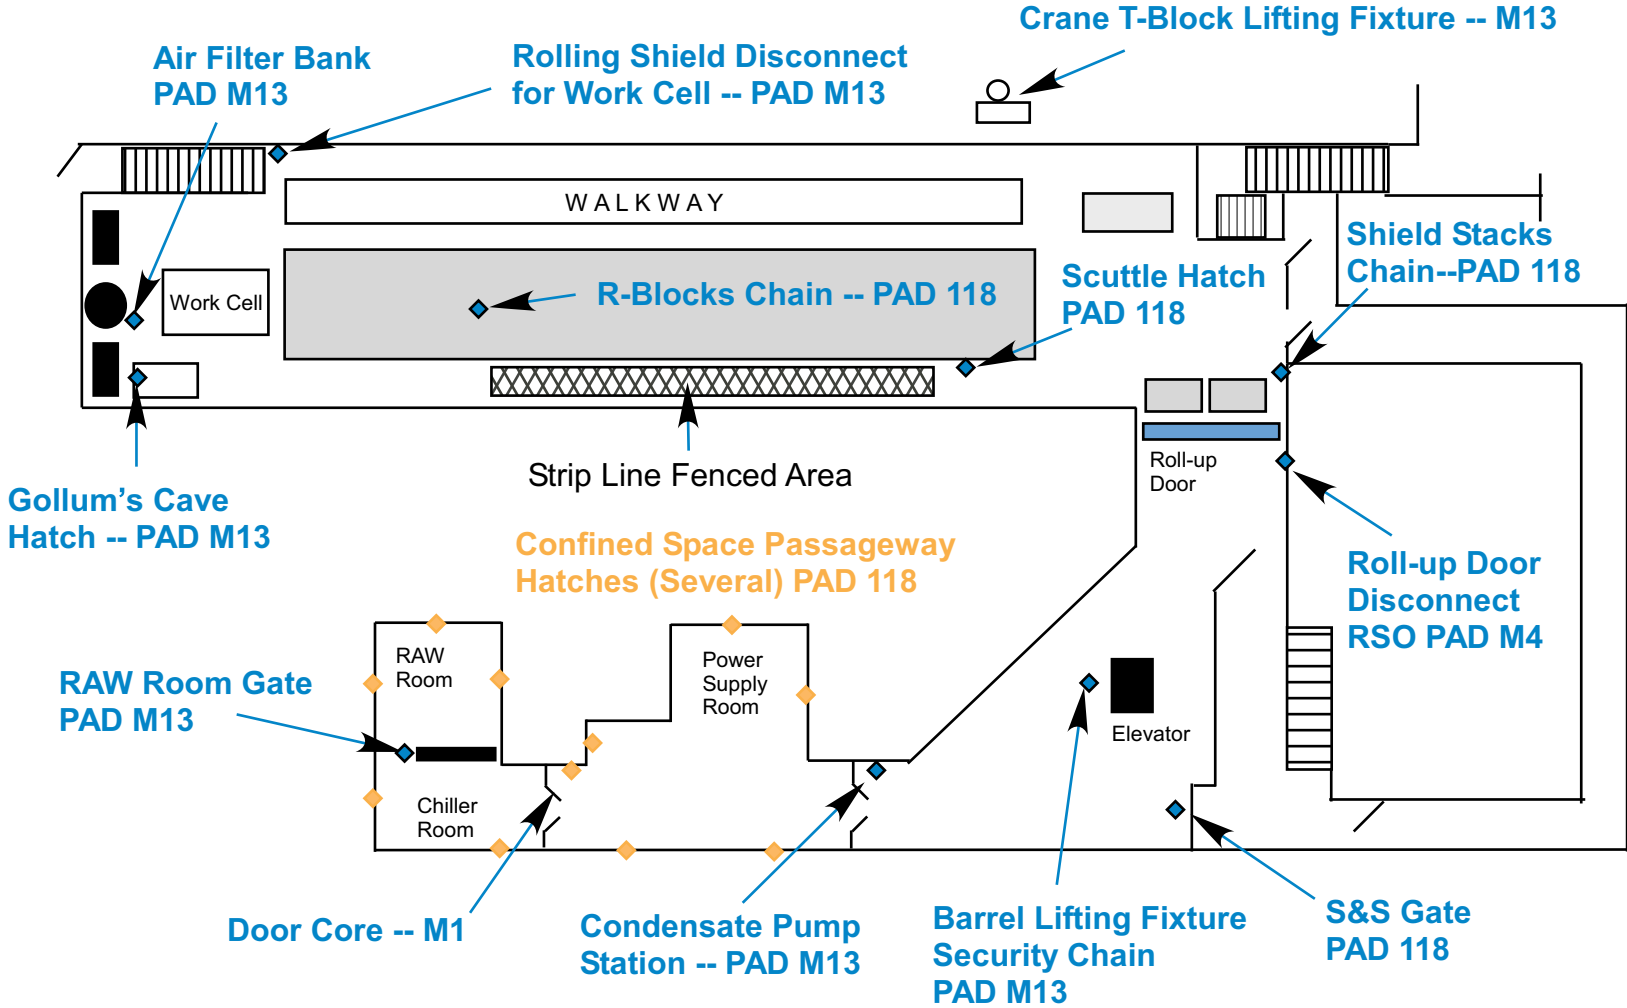 Crane T-Block Lifting Fixture -- M13
Air Filter Bank
PAD M13
Rolling Shield Disconnect
for Work Cell -- PAD M13
WALKWAY
Shield Stacks
Chain--PAD 118
Scuttle Hatch
PAD 118
Work Cell
R-Blocks Chain -- PAD 118
Strip Line Fenced Area
Roll-up
Door
Gollum's Cave
Hatch -- PAD M13
Confined Space Passageway
Hatches (Several) PAD 118
Roll-up Door
Disconnect
RSO PAD M4
RAW
Room
Power
Supply
Room
RAW Room Gate
PAD M13
Elevator
Chiller
Room
Door Core -- M1
Condensate Pump
Station -- PAD M13
Barrel Lifting Fixture
Security Chain
PAD M13
S&S Gate
PAD 118